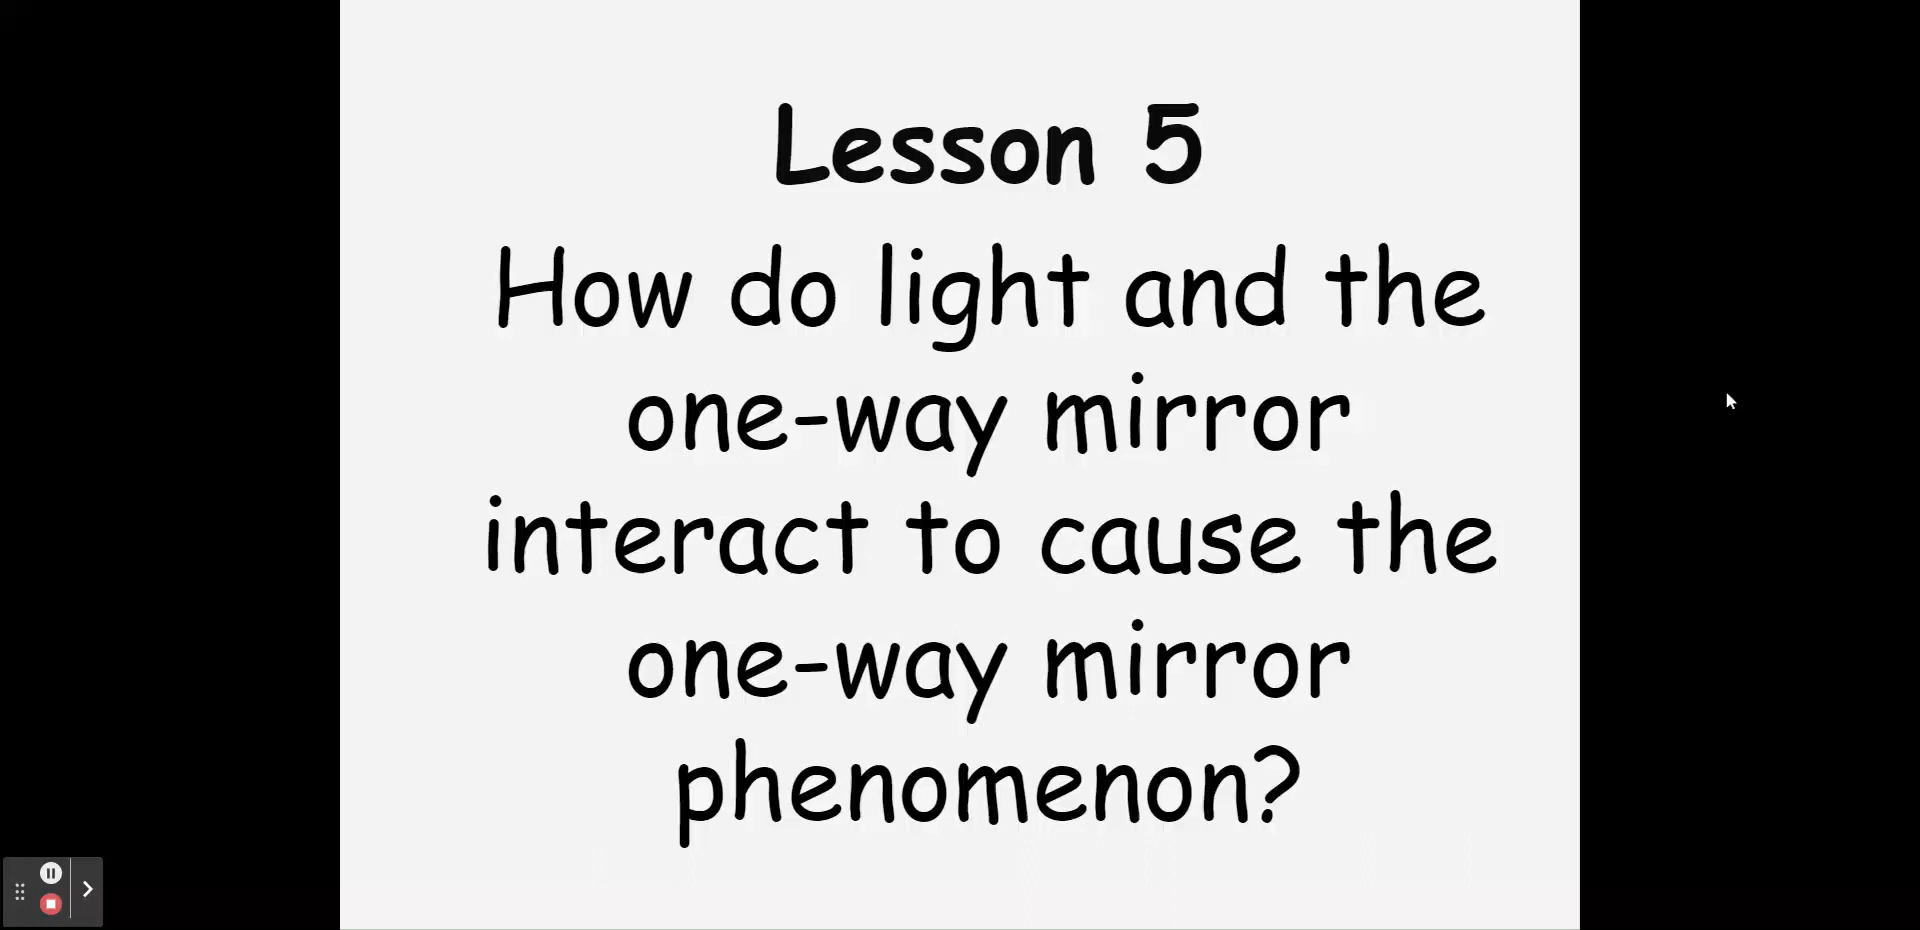 Lesson 5
How do light and the
one-way mirror
interact to cause the
one-way mirror
phenomenon?